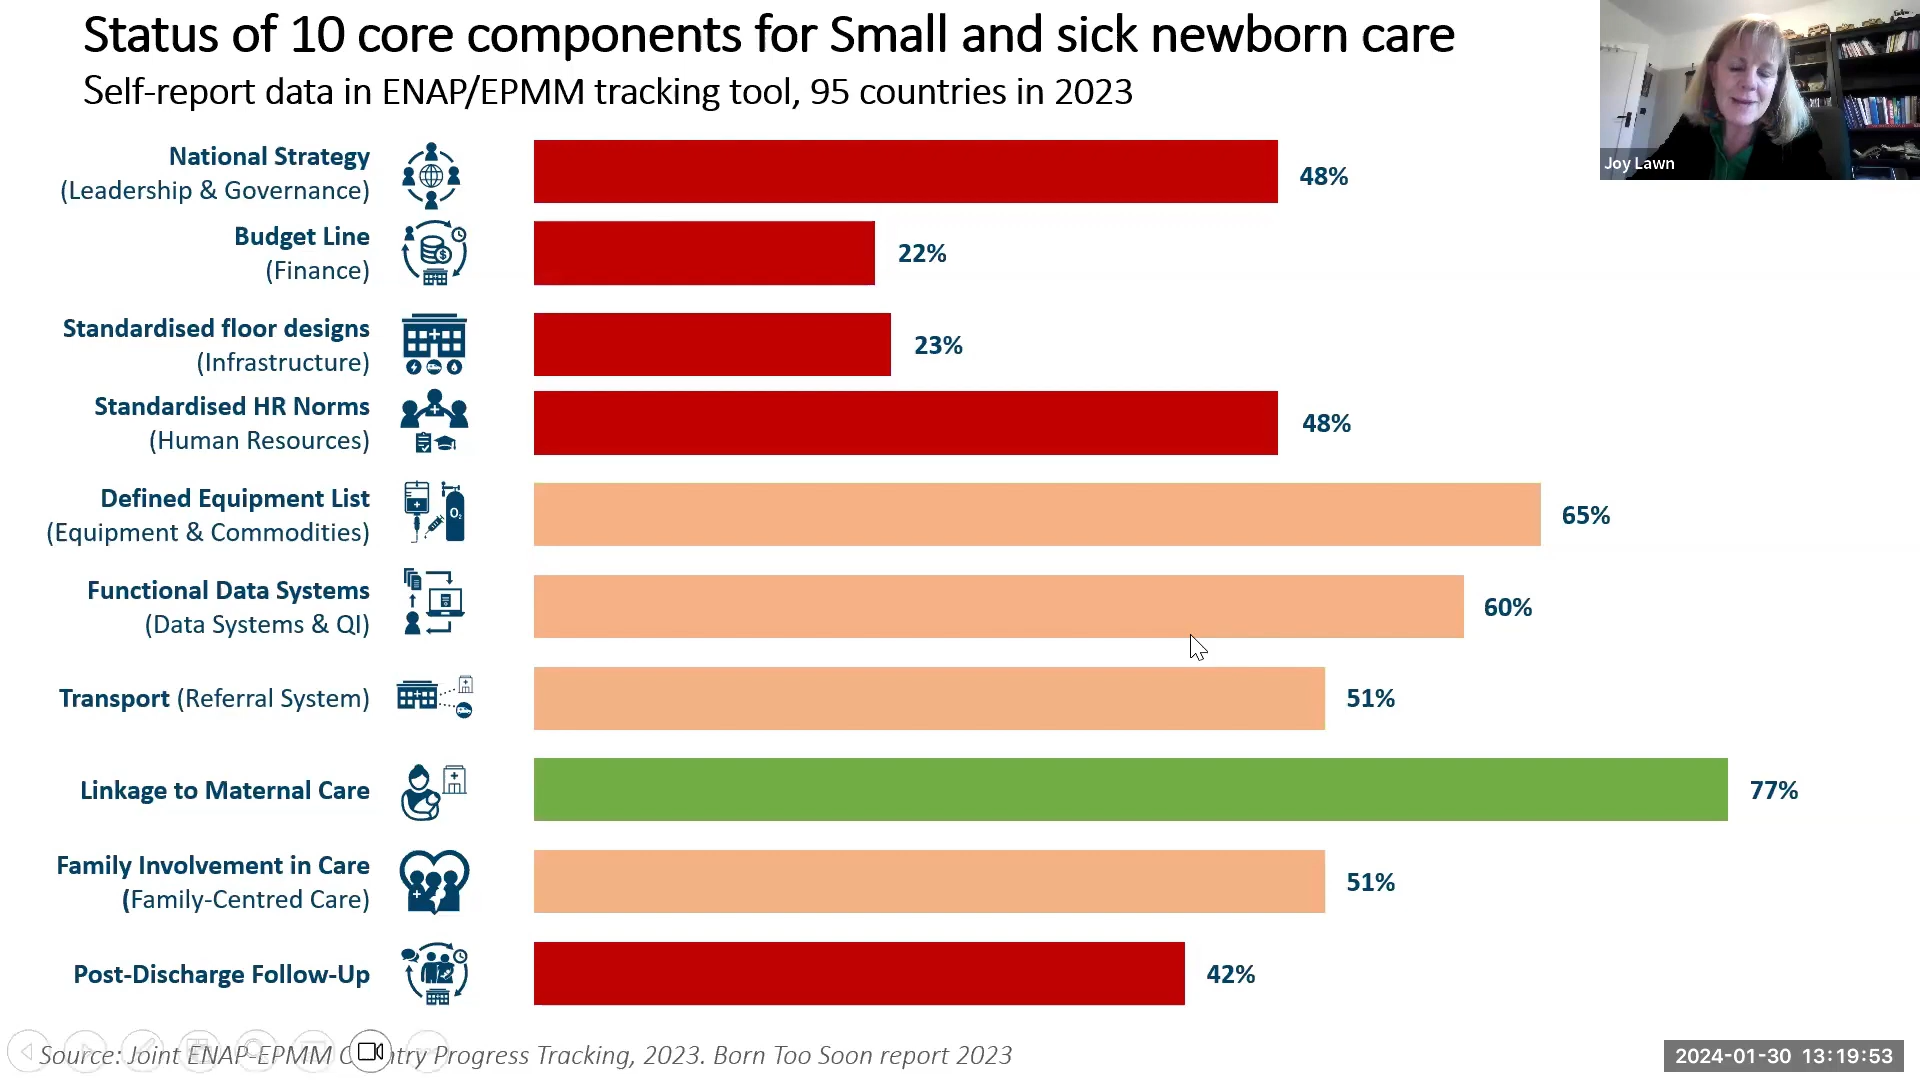 Status of 10 core components for Small and sick newborn care
Self-report data in ENAP/EPMM tracking tool, 95 countries in 2023
Joy Lawn
National Strategy
(Leadership & Governance)
48%
Budget Line
(Finance)
22%
Standardised floor designs
(Infrastructure)
23%
Standardised HR Norms
(Human Resources)
48%
Defined Equipment List
(Equipment & Commodities)
O₂
65%
Functional Data Systems
(Data Systems & QI)
60%
Transport (Referral System)
51%
Linkage to Maternal Care
77%
Family Involvement in Care
(Family-Centred Care)
51%
Post-Discharge Follow-Up
42%
Source: Joint ENAP-EPMM Country Progress Tracking, 2023. Born Too Soon report 2023
2024-01-30 13:19:53